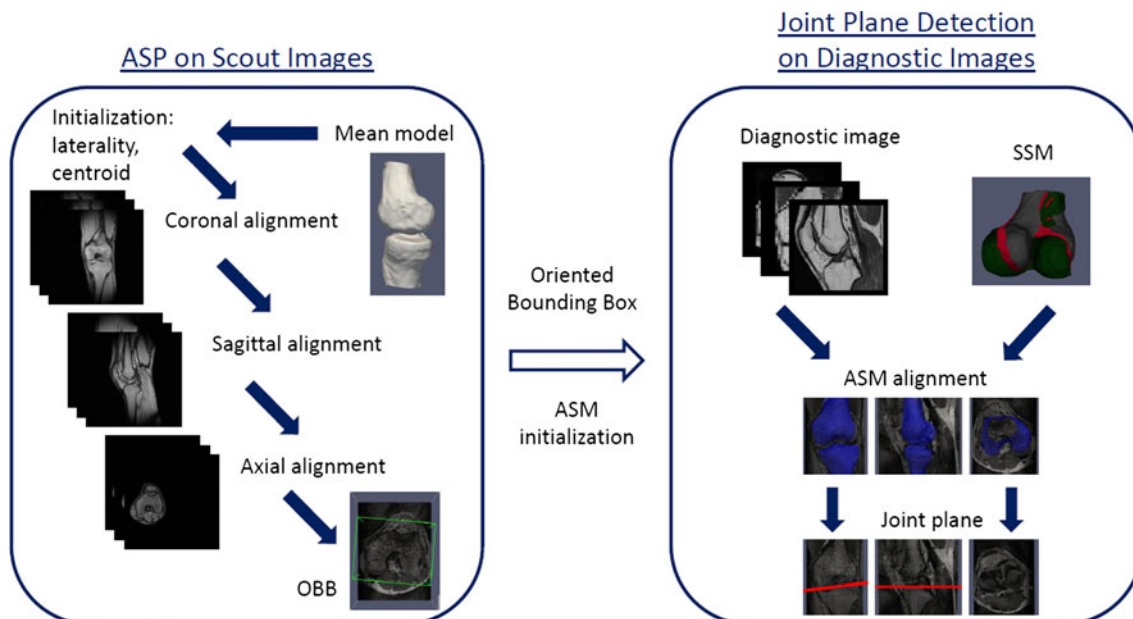 ASP on Scout Images
Initialization:
laterality,
centroid
Mean model
Coronal alignment
Sagittal alignment
Axial alignment
OBB
Oriented
Bounding Box
ASM
initialization
Joint Plane Detection
on Diagnostic Images
Diagnostic image
SSM
ASM alignment
Joint plane